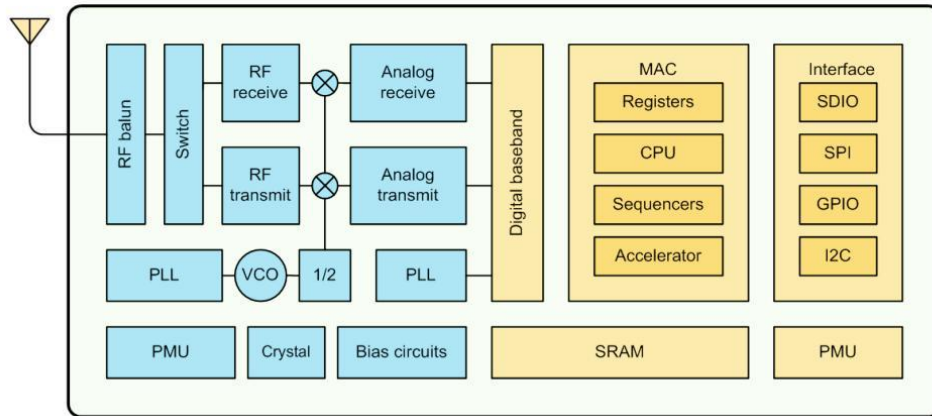 RF balun
Switch
RF
receive
Analog
receive
RF
transmit
Analog
transmit
Digital baseband
MAC
Registers
CPU
Sequencers
Accelerator
Interface
SDIO
SPI
GPIO
I2C
PLL
VCO
1/2
PLL
PMU
Crystal
Bias circuits
SRAM
PMU